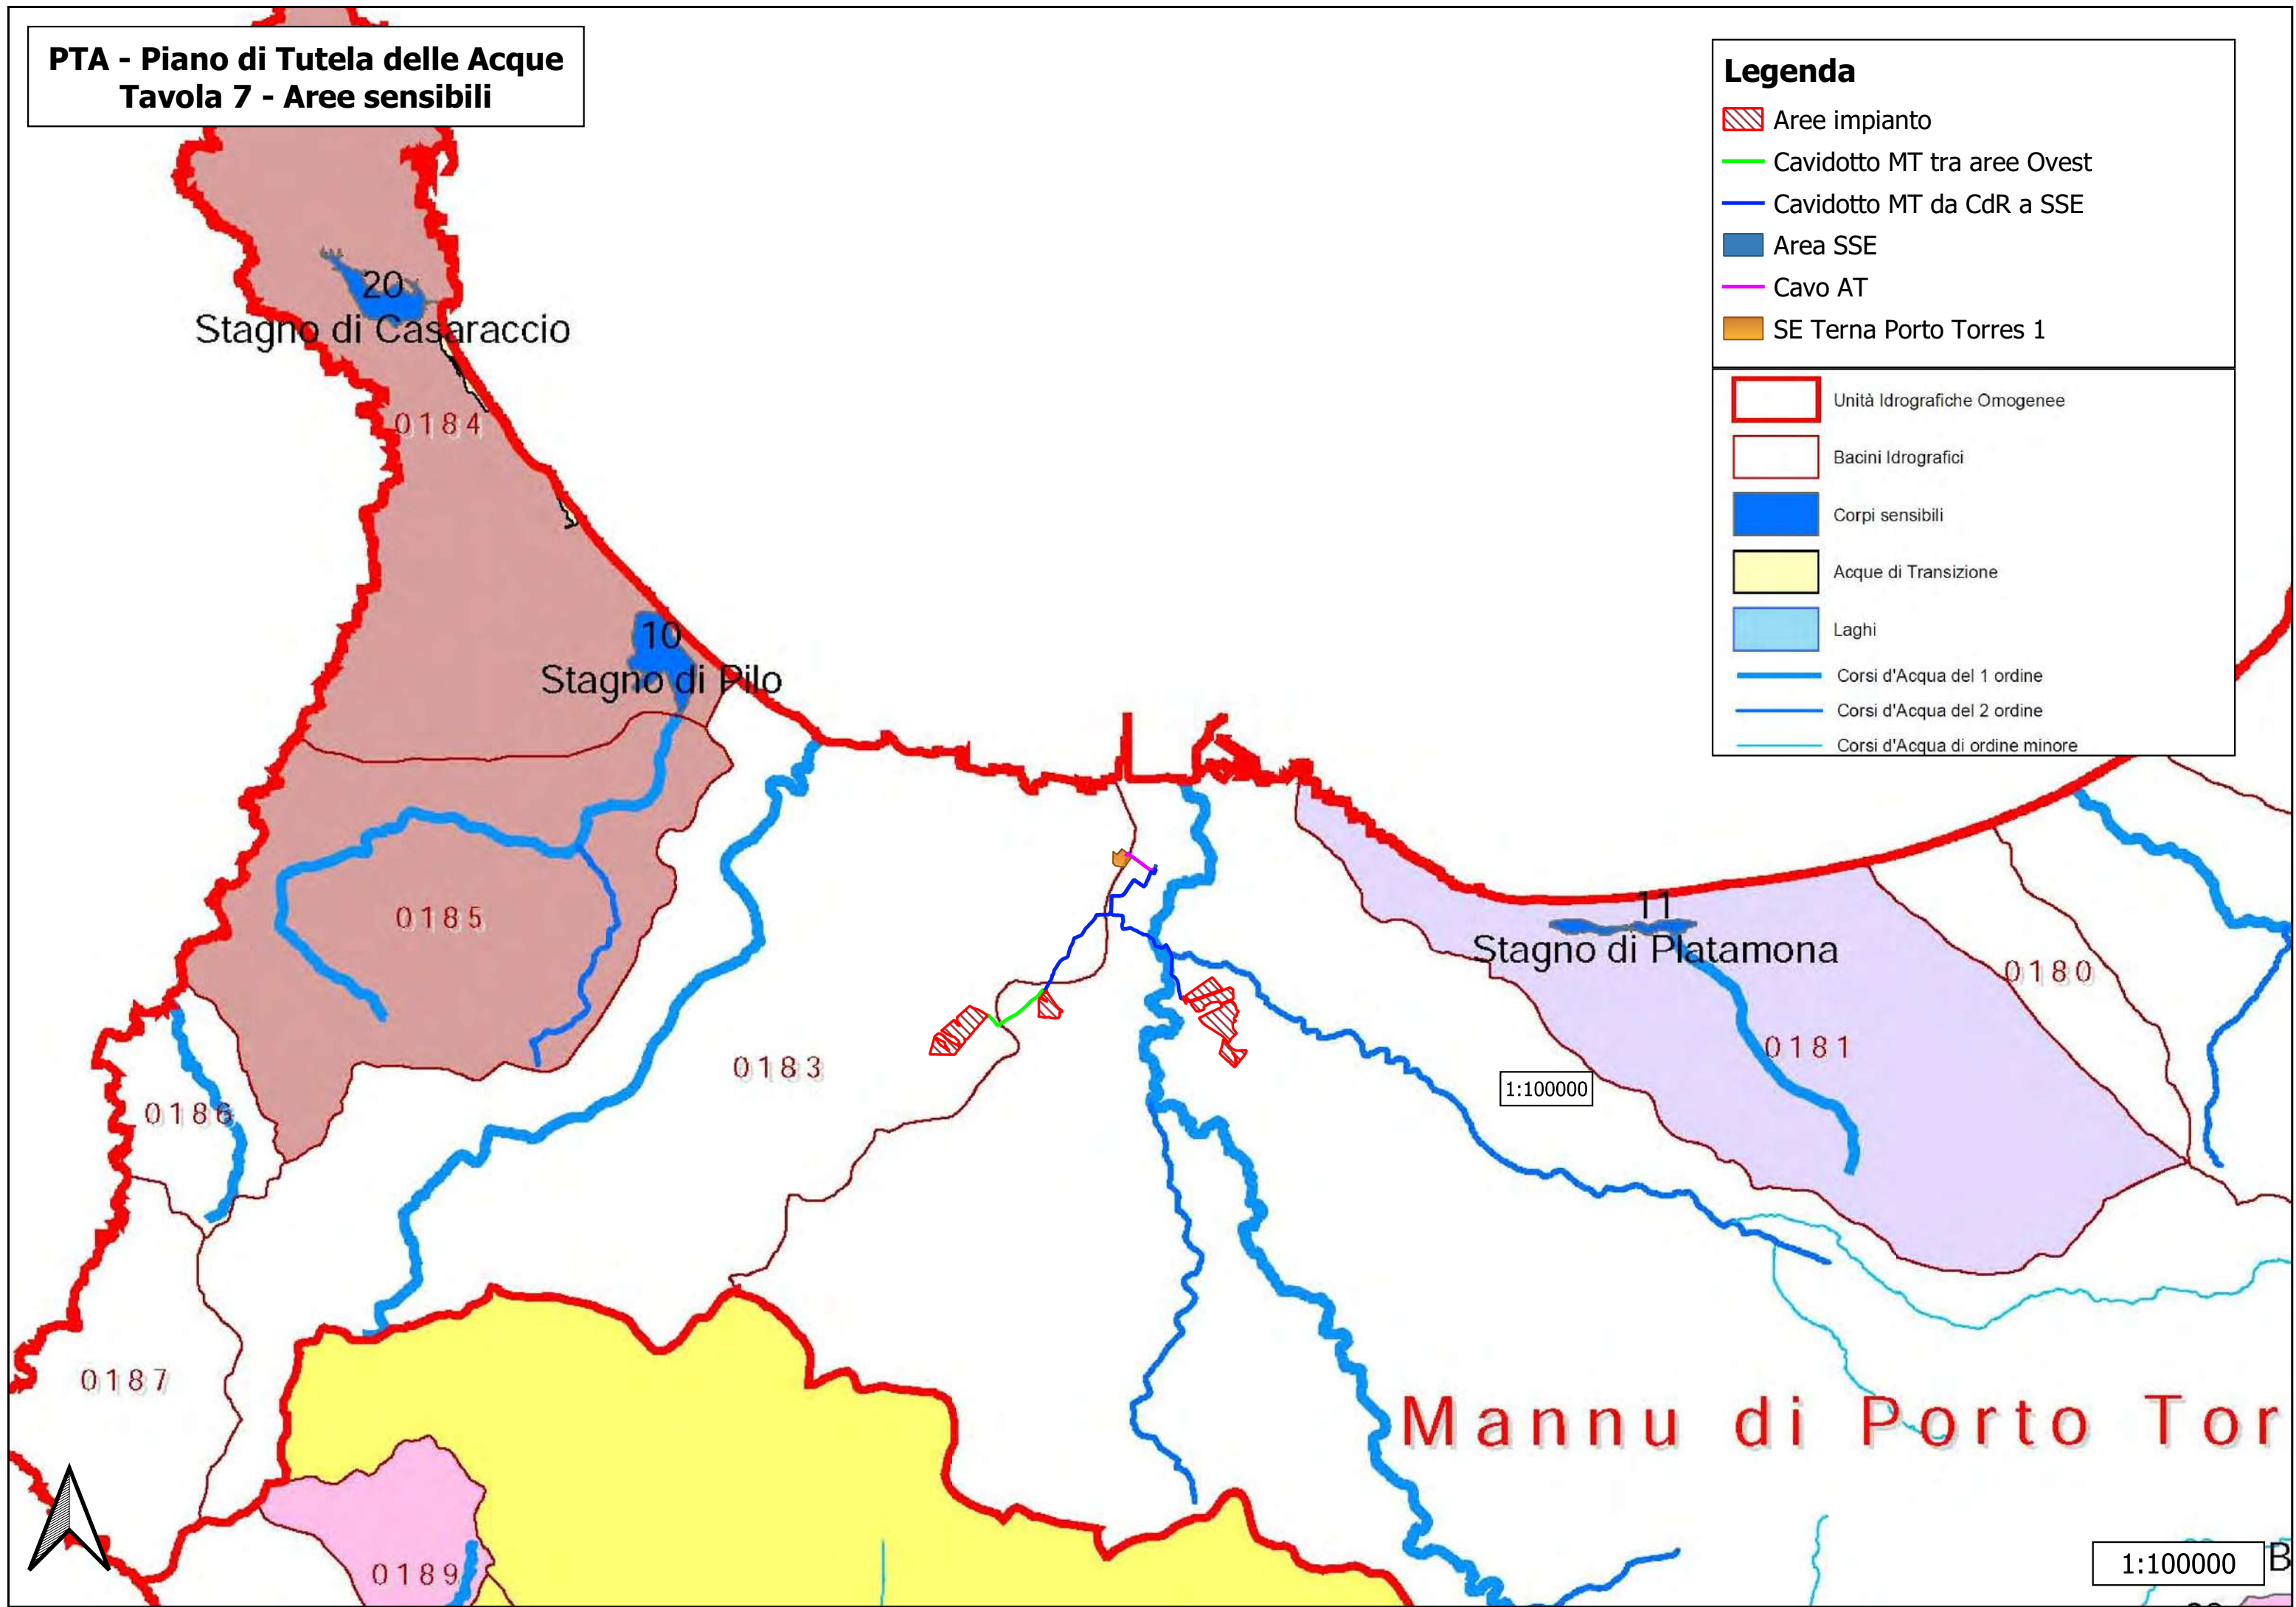 PTA - Piano di Tutela delle Acque
Tavola 7 - Aree sensibili
Legenda
Aree impianto
Cavidotto MT tra aree Ovest
Cavidotto MT da CdR a SSE
Area SSE
Cavo AT
SE Terna Porto Torres 1
Unità Idrografiche Omogenee
Bacini Idrografici
Corpi sensibili
Acque di Transizione
Laghi
Corsi d'Acqua del 1 ordine
Corsi d'Acqua del 2 ordine
Corsi d'Acqua di ordine minore
20
Stagno di Casaraccio
0184
10
Stagno di Pilo
0185
11
Stagno di Platamona
0180
0181
0183
1:100000
0186
0187
Mannu di Porto Tor
0189
1:100000
B